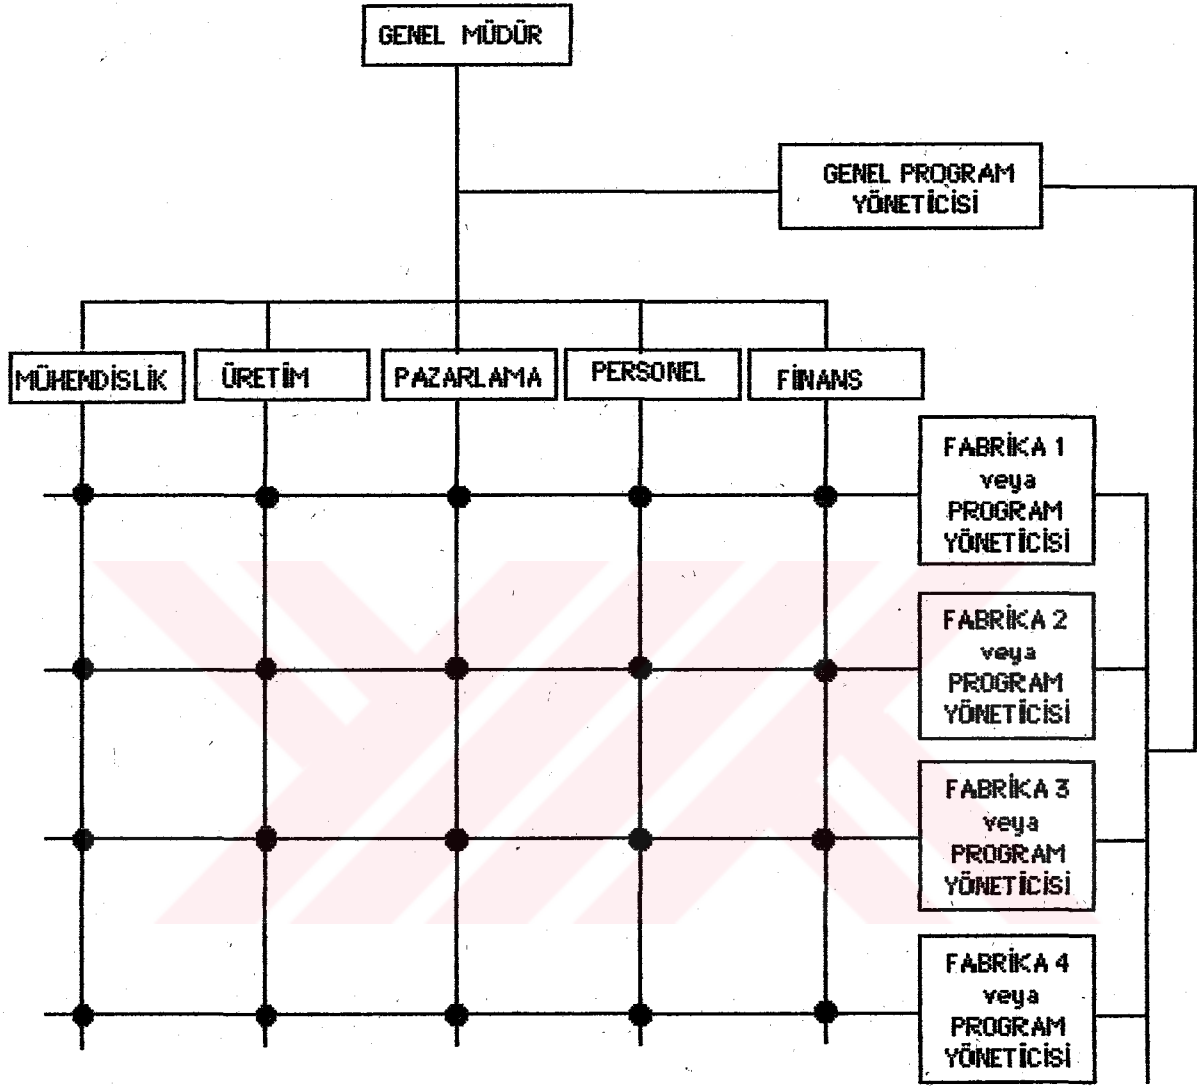 GENEL MÜDÜR
GENEL PROGRAM
YÖNETİCİSİ
MÜHENDİSLİK
ÜRETİM
PAZARLAMA
PERSONEL
FİNANS
FABRİKA 1
veya
PROGRAM
YÖNETİCİSİ
FABRİKA 2
veya
PROGRAM
YÖNETİCİSİ
FABRİKA 3
veya
PROGRAM
YÖNETİCİSİ
FABRİKA 4
veya
PROGRAM
YÖNETİCİSİ